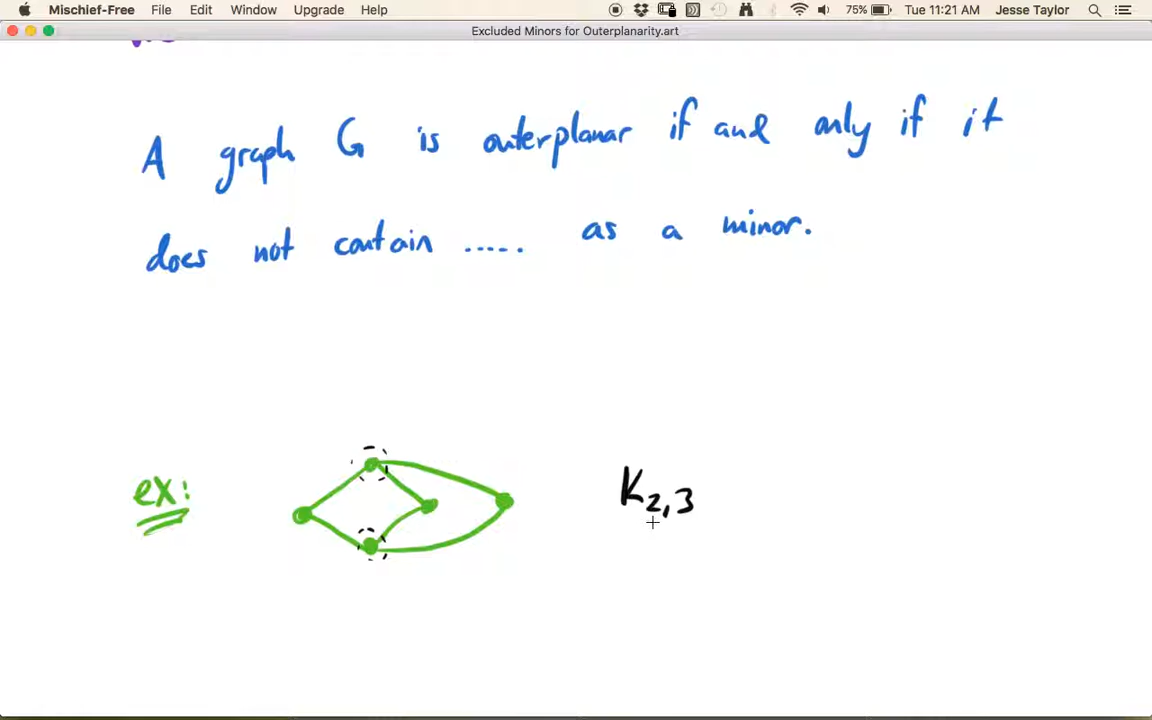 Mischief-Free File Edit Window Upgrade Help 75% Tue 11:21 AM Jesse Taylor
Excluded Minors for Outerplanarity.art
A graph G is outerplanar if and only if it
does not contain ..... as a minor.
ex: K2,3